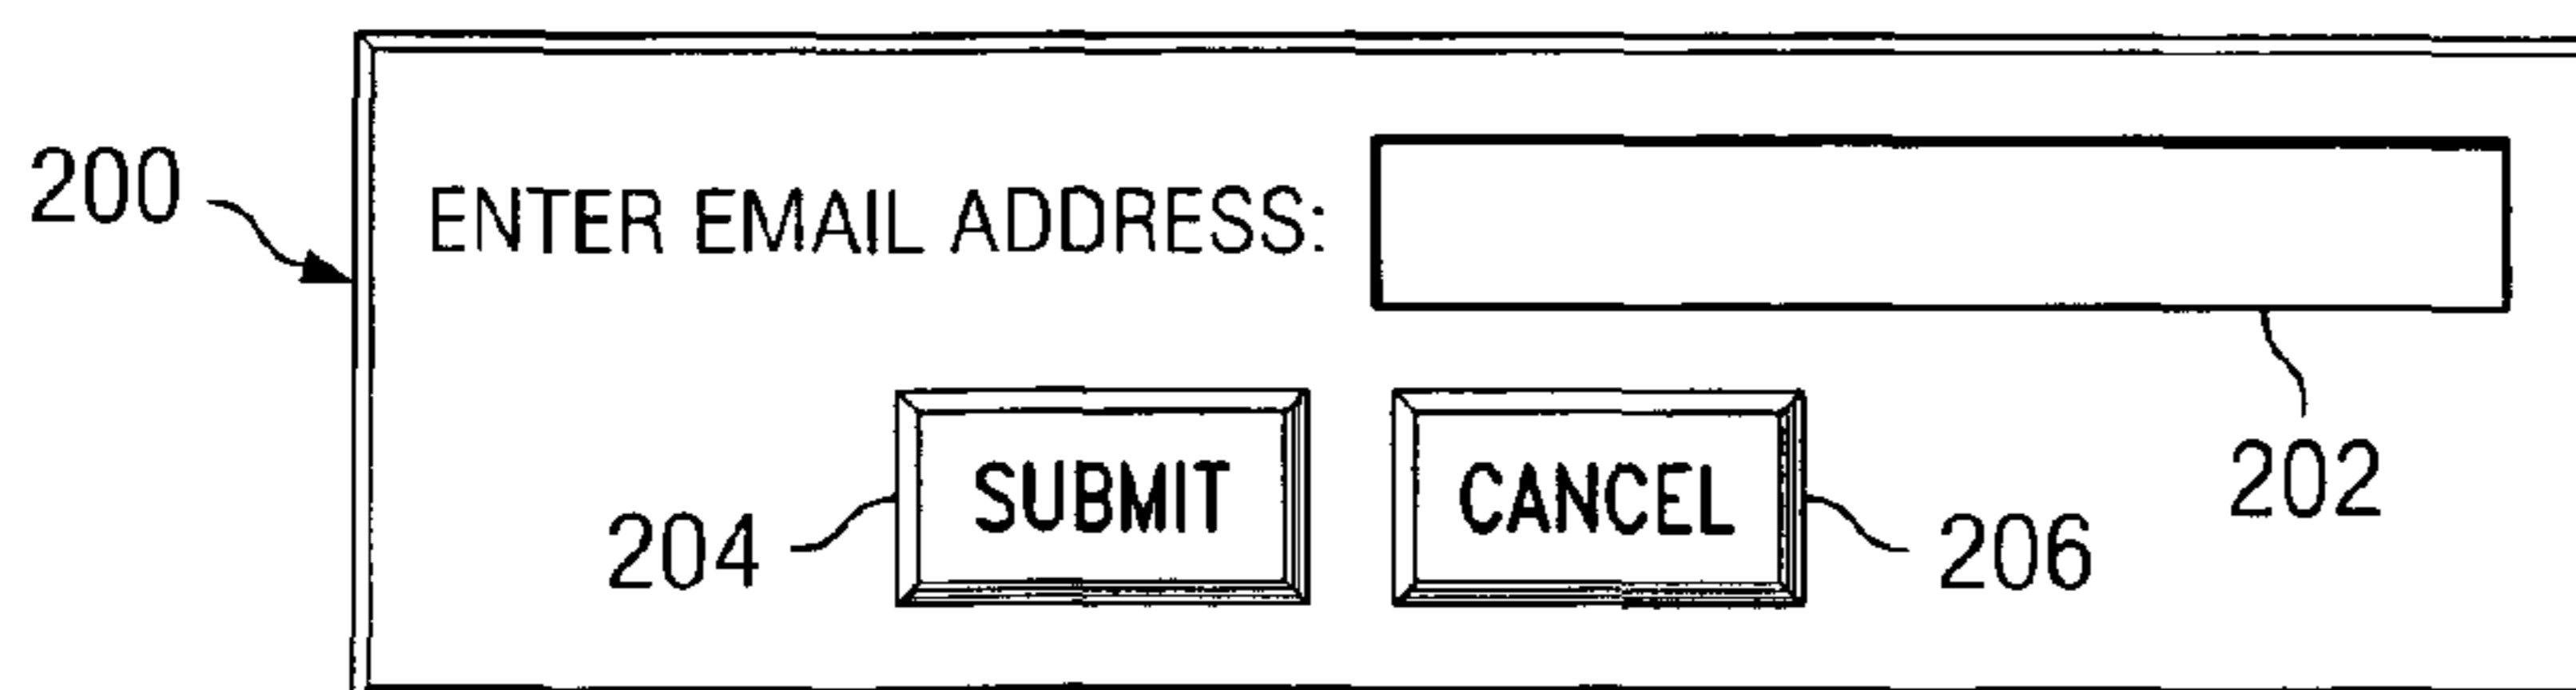 200
ENTER EMAIL ADDRESS:
202
204
SUBMIT
CANCEL
206